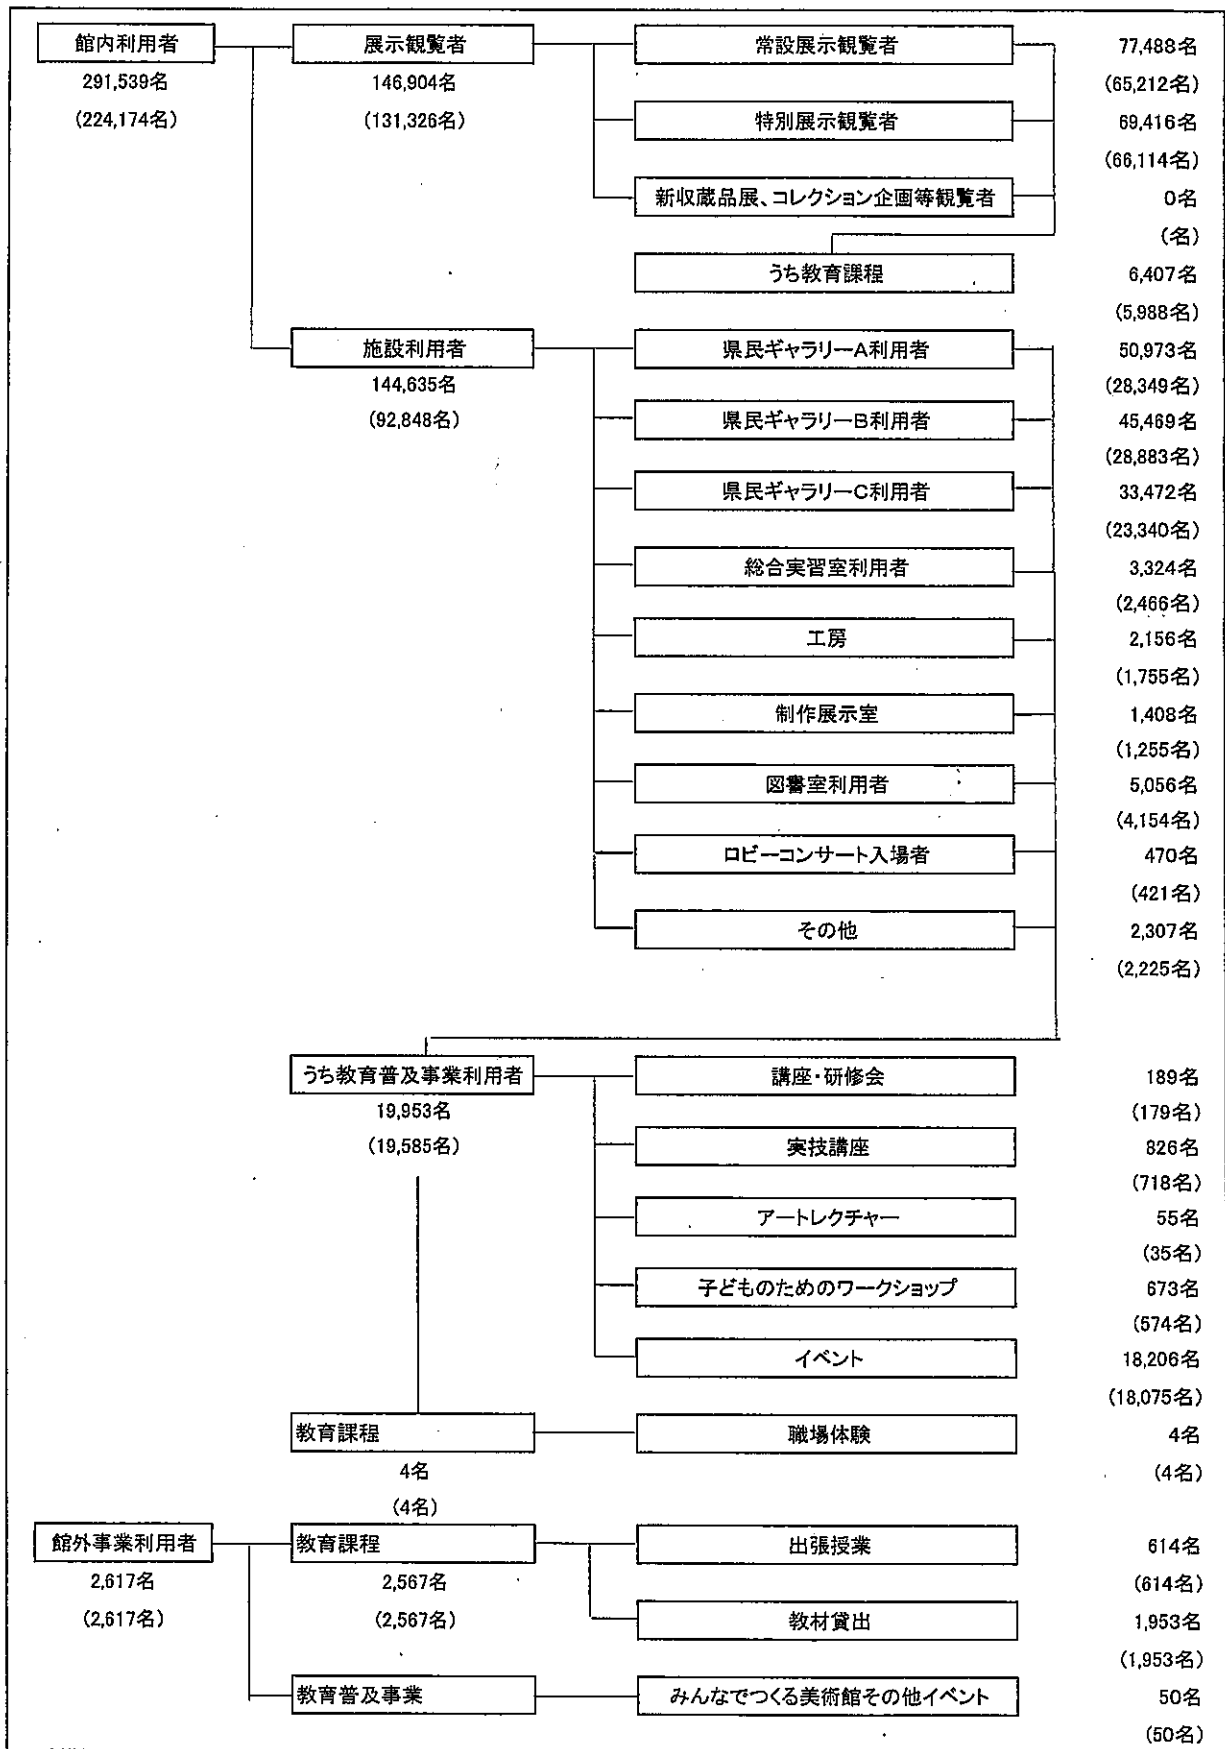 館内利用者 展示観覧者 常設展示観覧者 77,488名
291,539名 146,904名 (65,212名)
(224,174名) (131,326名) 特別展示観覧者 69,416名
(66,114名)
新収蔵品展、コレクション企画等観覧者 0名
(名)
うち教育課程 6,407名
(5,988名)
施設利用者 県民ギャラリーA利用者 50,973名
144,635名 (28,349名)
(92,848名) 県民ギャラリーB利用者 45,469名
(28,883名)
県民ギャラリーC利用者 33,472名
(23,340名)
総合実習室利用者 3,324名
(2,466名)
工房 2,156名
(1,755名)
制作展示室 1,408名
(1,255名)
図書室利用者 5,056名
(4,154名)
ロビーコンサート入場者 470名
(421名)
その他 2,307名
(2,225名)
うち教育普及事業利用者 講座・研修会 189名
19,953名 (179名)
(19,585名) 実技講座 826名
(718名)
アートレクチャー 55名
(35名)
子どものためのワークショップ 673名
(574名)
イベント 18,206名
(18,075名)
教育課程 職場体験 4名
4名 (4名)
(4名)
館外事業利用者 教育課程 出張授業 614名
2,617名 2,567名 (614名)
(2,617名) (2,567名) 教材貸出 1,953名
(1,953名)
教育普及事業 みんなでつくる美術館その他イベント 50名
(50名)